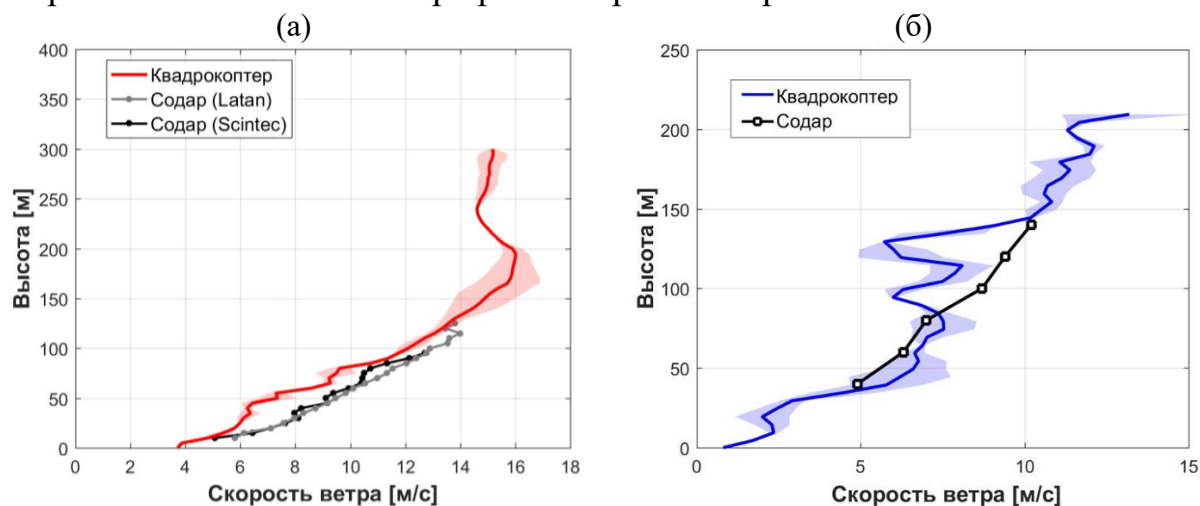 (а)
(б)
400
350
300
250
200
150
100
50
0
Высота [м]
Квадрокоптер
Содар (Latan)
Содар (Scintec)
0 2 4 6 8 10 12 14 16 18
Скорость ветра [м/с]
250
200
150
100
50
0
Высота [м]
Квадрокоптер
Содар
0 5 10 15
Скорость ветра [м/с]